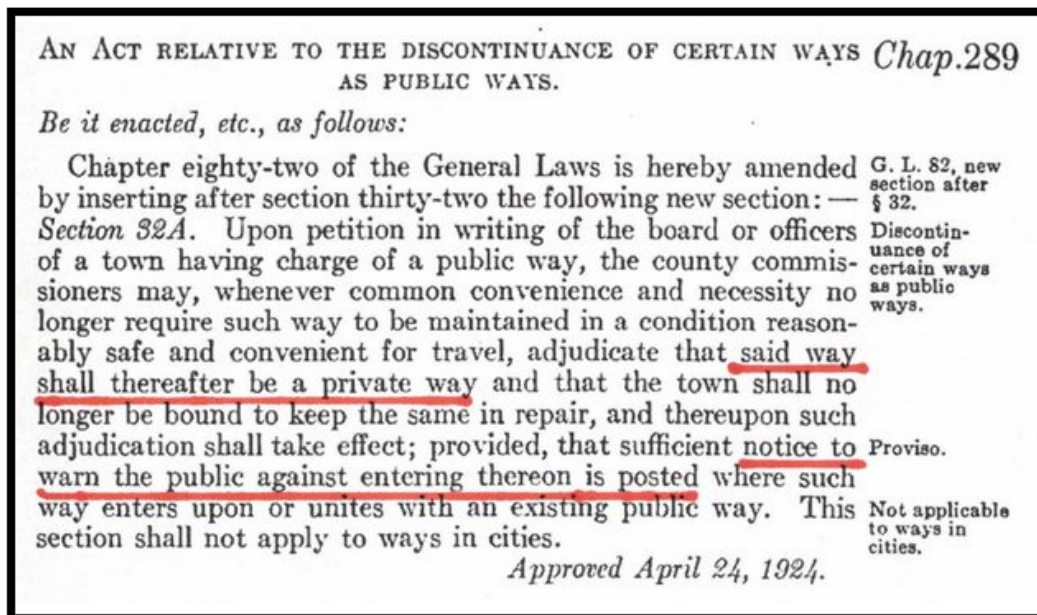 AN ACT RELATIVE TO THE DISCONTINUANCE OF CERTAIN WAYS Chap.289
AS PUBLIC WAYS.
Be it enacted, etc., as follows:
Chapter eighty-two of the General Laws is hereby amended
by inserting after section thirty-two the following new section: —
Section 32A. Upon petition in writing of the board or officers
of a town having charge of a public way, the county commis-
sioners may, whenever common convenience and necessity no
longer require such way to be maintained in a condition reason-
ably safe and convenient for travel, adjudicate that said way
shall thereafter be a private way and that the town shall no
longer be bound to keep the same in repair, and thereupon such
adjudication shall take effect; provided, that sufficient notice to
warn the public against entering thereon is posted where such
way enters upon or unites with an existing public way. This
section shall not apply to ways in cities.
Approved April 24, 1924.
G. L. 82, new
section after
§ 32.
Discontin-
uance of
certain ways
as public
ways.
Proviso.
Not applicable
to ways in
cities.